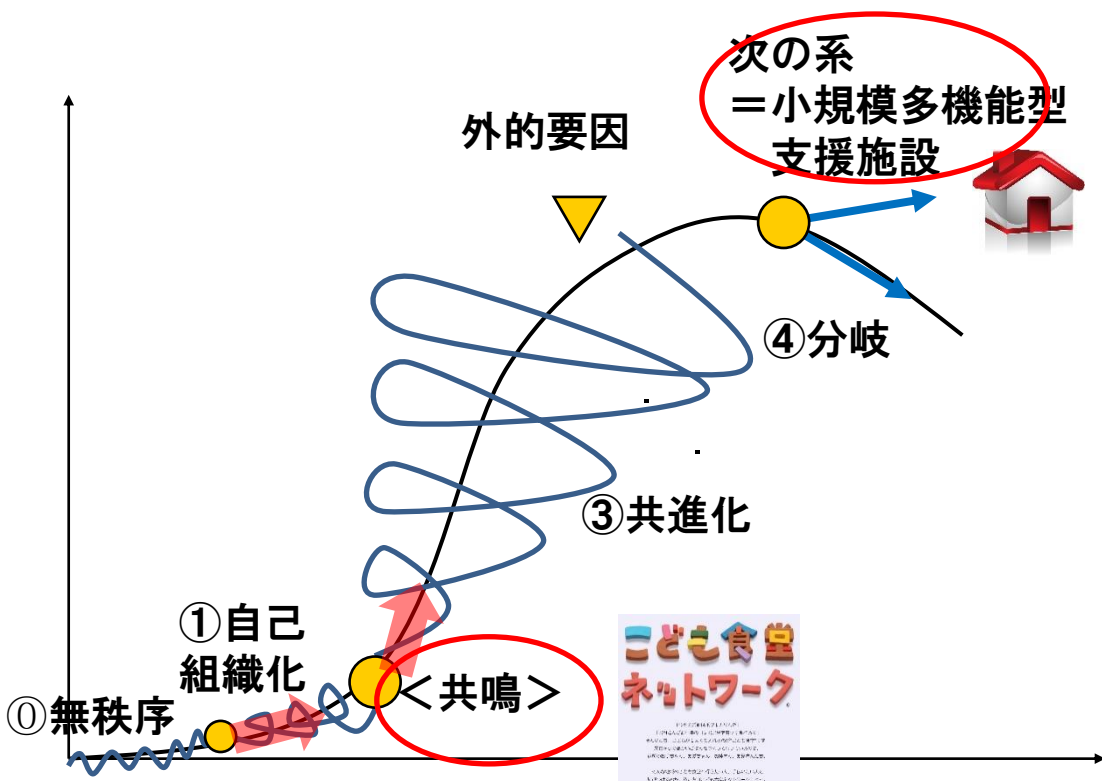 次の系
＝小規模多機能型
支援施設
外的要因
④分岐
③共進化
①自己
組織化
＜共鳴＞
⓪無秩序
こども食堂
ネットワーク